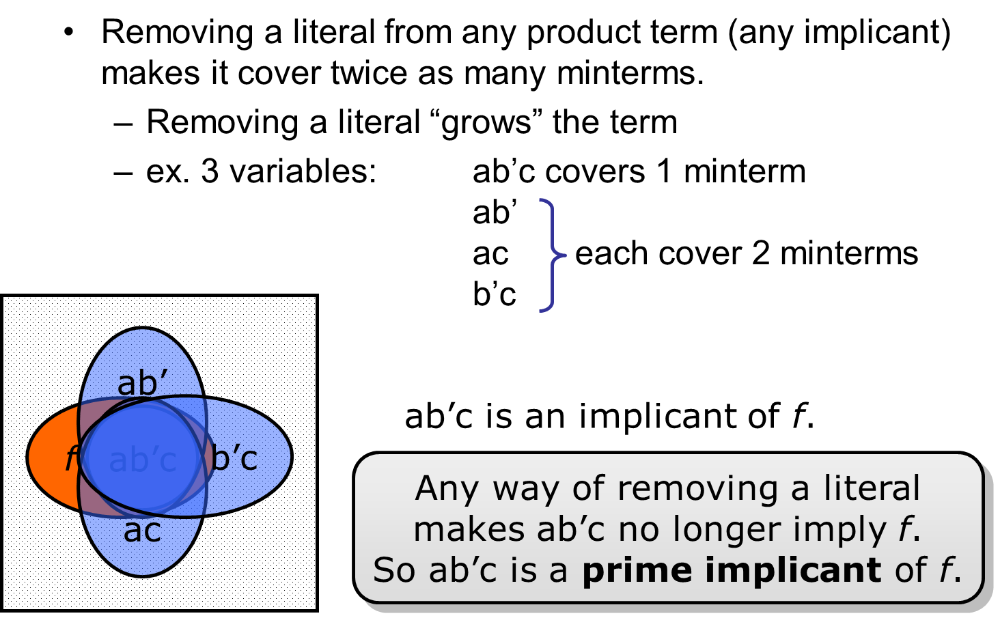 • Removing a literal from any product term (any implicant)
makes it cover twice as many minterms.
– Removing a literal “grows” the term
– ex. 3 variables: ab’c covers 1 minterm
ab’
ac
each cover 2 minterms
b’c
ab’
f
ab’c
b’c
ac
ab’c is an implicant of f.
Any way of removing a literal
makes ab’c no longer imply f.
So ab’c is a prime implicant of f.